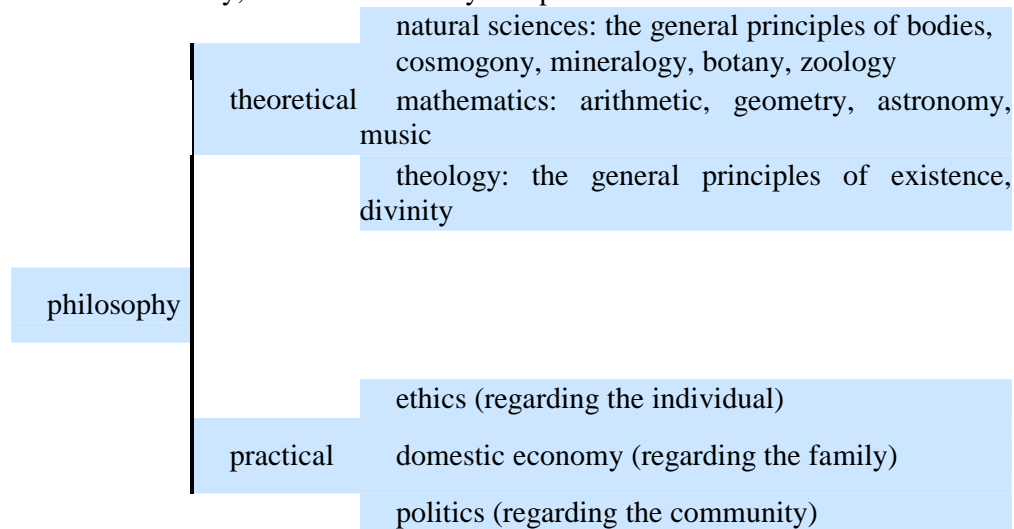 natural sciences: the general principles of bodies,
cosmogony, mineralogy, botany, zoology
theoretical
mathematics: arithmetic, geometry, astronomy,
music
theology: the general principles of existence,
divinity
philosophy
ethics (regarding the individual)
practical
domestic economy (regarding the family)
politics (regarding the community)